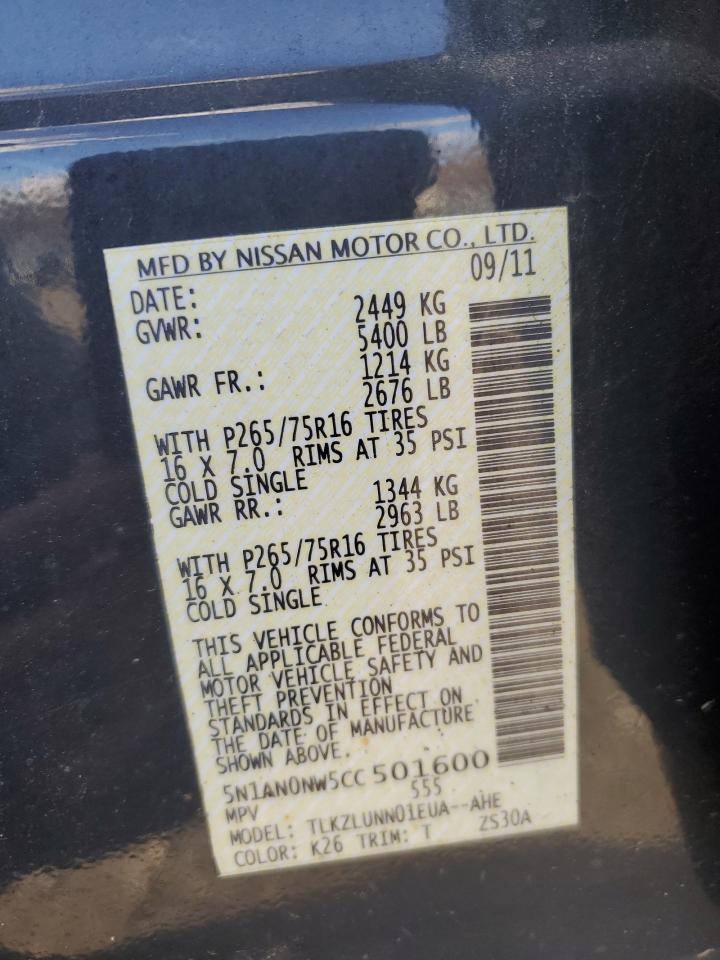 MFD BY NISSAN MOTOR CO., LTD.
DATE: 09/11
GVWR: 2449 KG
5400 LB
GAWR FR.: 1214 KG
2676 LB
WITH P265/75R16 TIRES
16 X 7.0 RIMS AT 35 PSI
COLD SINGLE
GAWR RR.: 1344 KG
2963 LB
WITH P265/75R16 TIRES
16 X 7.0 RIMS AT 35 PSI
COLD SINGLE
THIS VEHICLE CONFORMS TO
ALL APPLICABLE FEDERAL
MOTOR VEHICLE SAFETY AND
THEFT PREVENTION
STANDARDS IN EFFECT ON
THE DATE OF MANUFACTURE
SHOWN ABOVE.
5N1AN0NW5CC501600
MPV 555
MODEL: TLKZLUNN01EUA--AHE
COLOR: K26 TRIM: T ZS30A